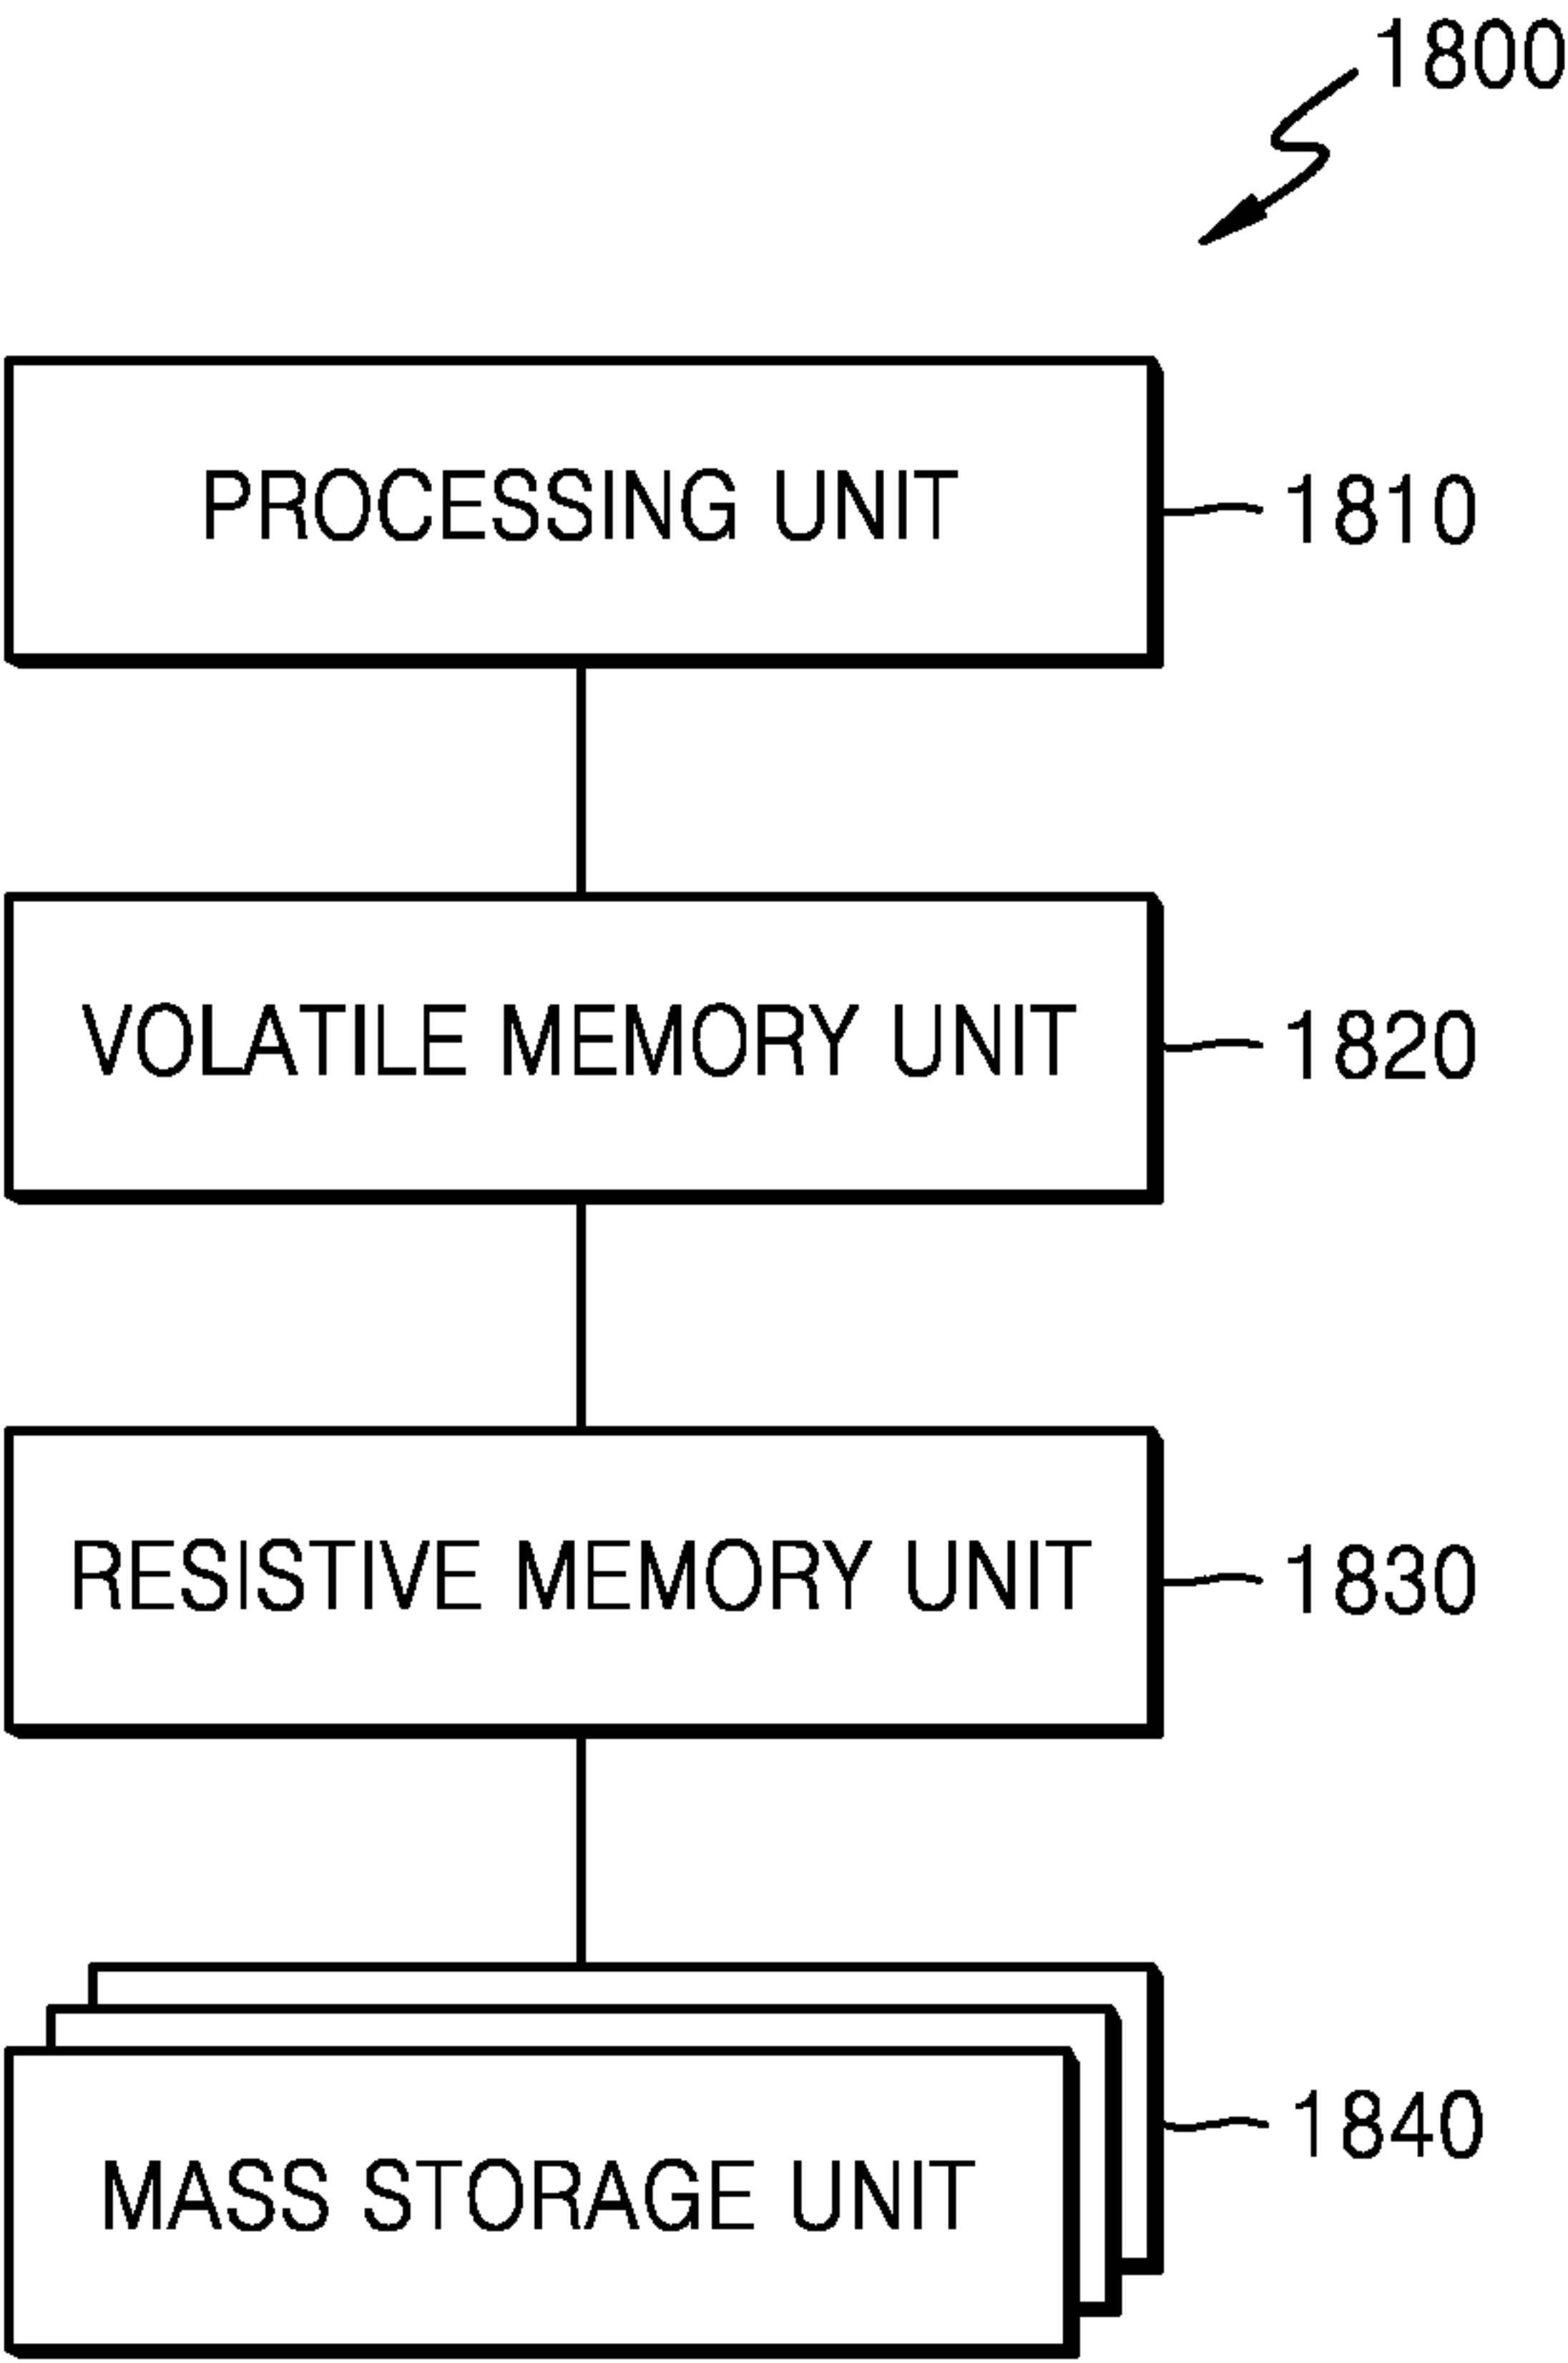 1800
PROCESSING UNIT
1810
VOLATILE MEMORY UNIT
1820
RESISTIVE MEMORY UNIT
1830
MASS STORAGE UNIT
1840